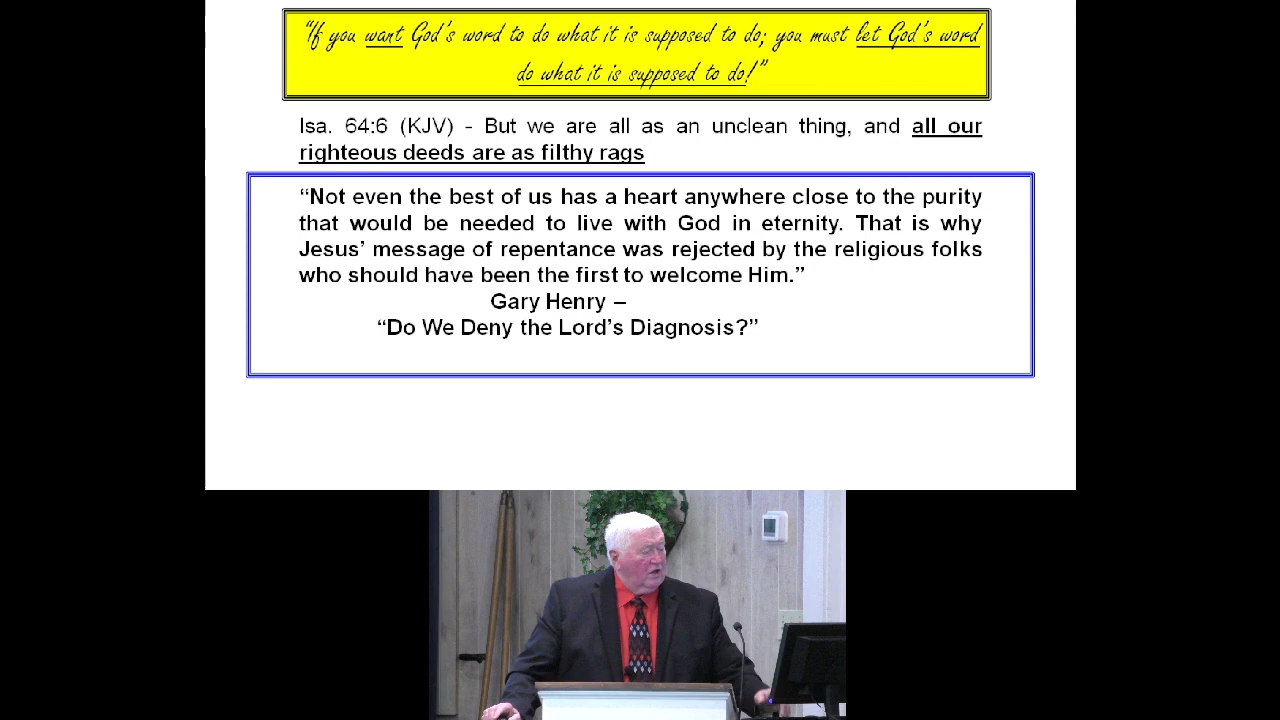 “If you want God's word to do what it is supposed to do; you must let God's word
do what it is supposed to do!”
Isa. 64:6 (KJV) - But we are all as an unclean thing, and all our
righteous deeds are as filthy rags
“Not even the best of us has a heart anywhere close to the purity
that would be needed to live with God in eternity. That is why
Jesus’ message of repentance was rejected by the religious folks
who should have been the first to welcome Him.”
Gary Henry –
“Do We Deny the Lord’s Diagnosis?”